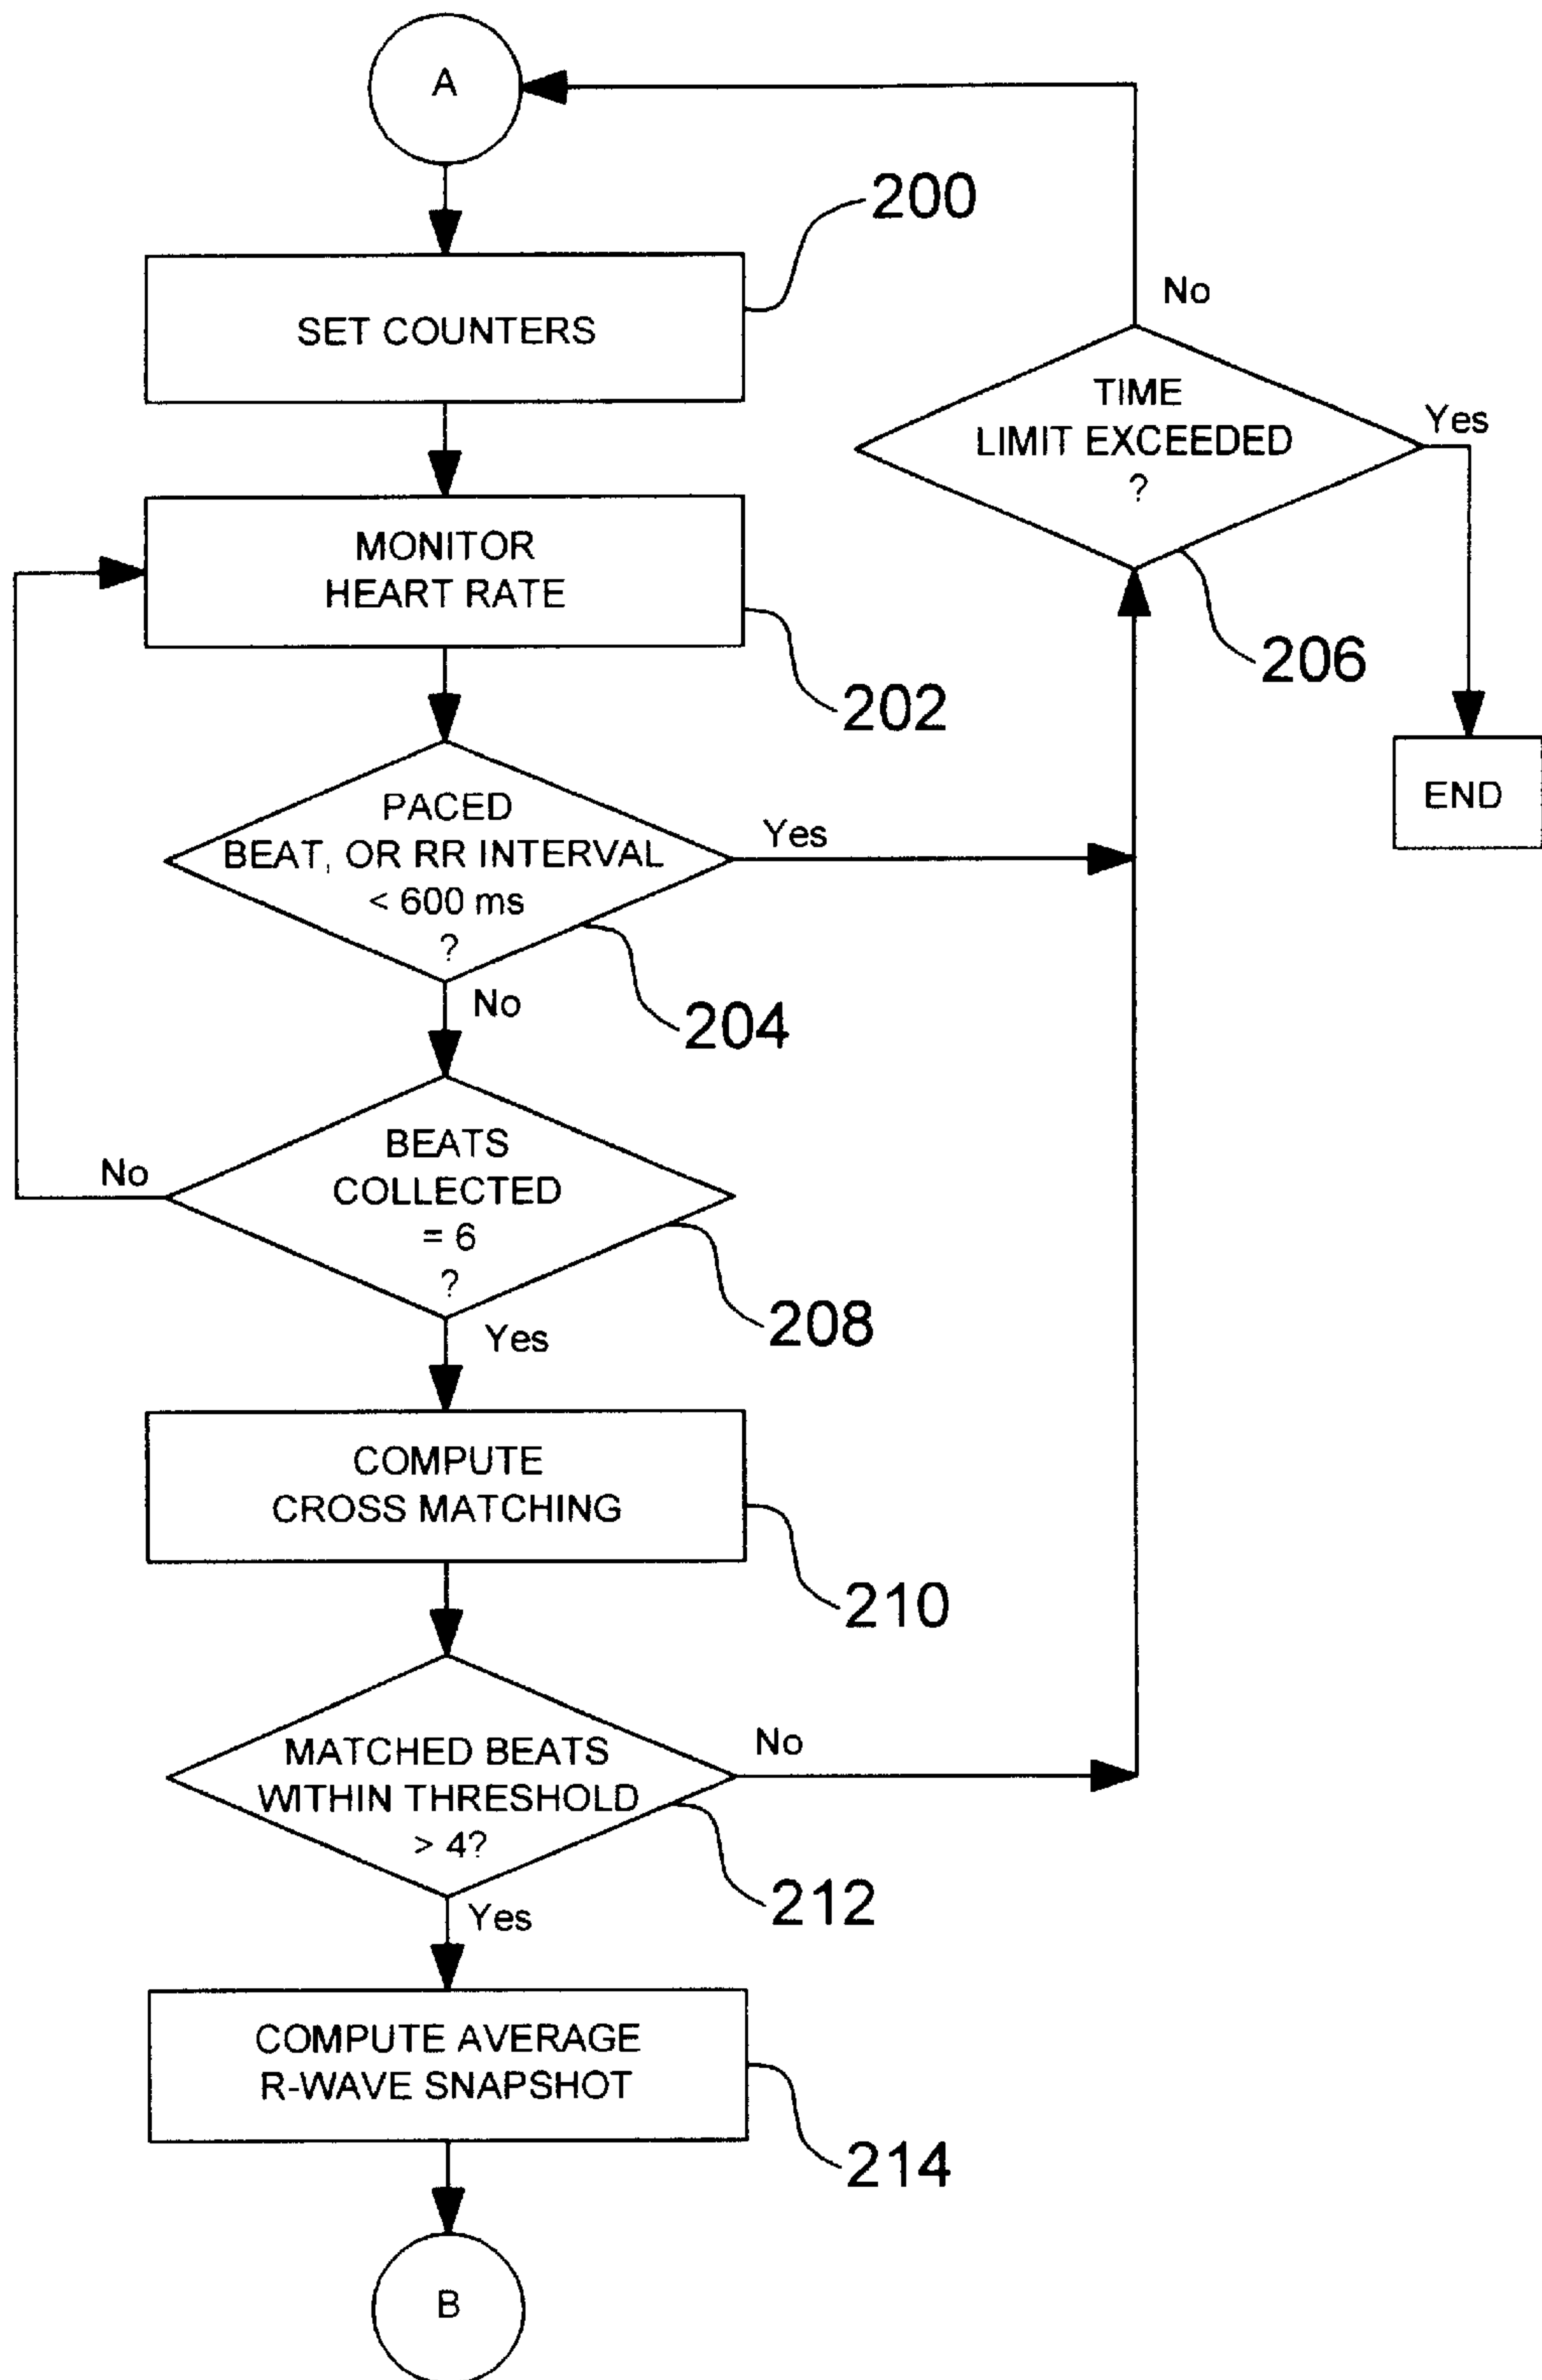 A
200
SET COUNTERS
No
TIME
LIMIT EXCEEDED
?
Yes
206
END
MONITOR
HEART RATE
202
PACED
BEAT, OR RR INTERVAL
< 600 ms
?
Yes
No
204
BEATS
COLLECTED
= 6
?
No
Yes
208
COMPUTE
CROSS MATCHING
210
MATCHED BEATS
WITHIN THRESHOLD
> 4?
No
Yes
212
COMPUTE AVERAGE
R-WAVE SNAPSHOT
214
B